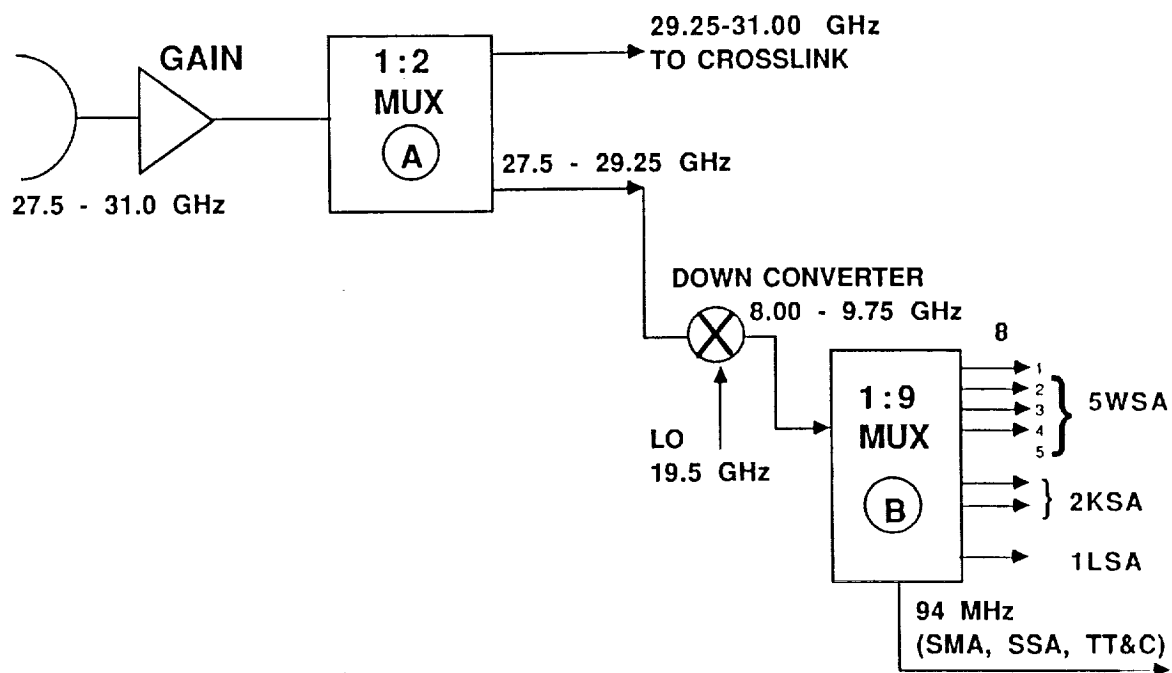 29.25-31.00 GHz
TO CROSSLINK
GAIN
1:2
MUX
A
27.5 - 29.25 GHz
27.5 - 31.0 GHz
DOWN CONVERTER
8.00 - 9.75 GHz
8
1
2
3
4
5
5WSA
1:9
MUX
B
LO
19.5 GHz
2KSA
1LSA
94 MHz
(SMA, SSA, TT&C)